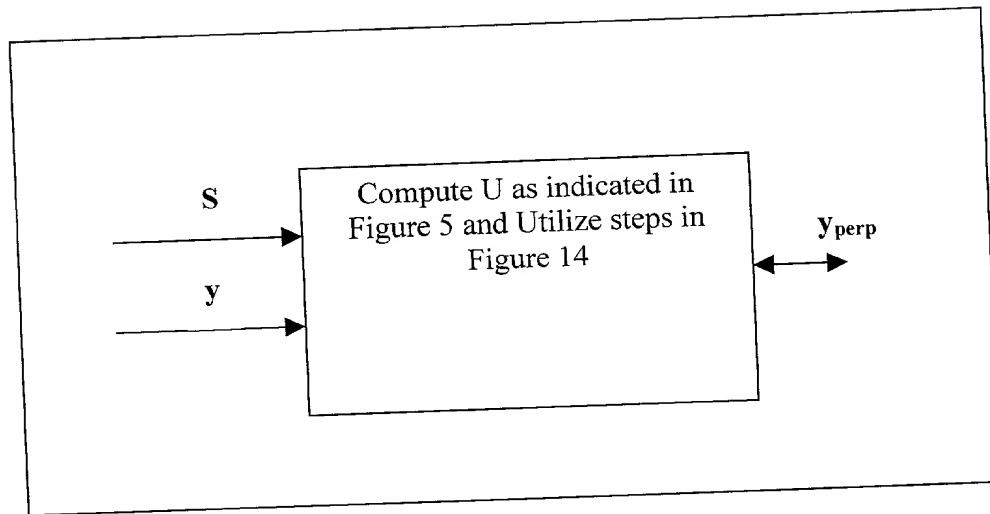 S
y
Compute U as indicated in
Figure 5 and Utilize steps in
Figure 14
yperp